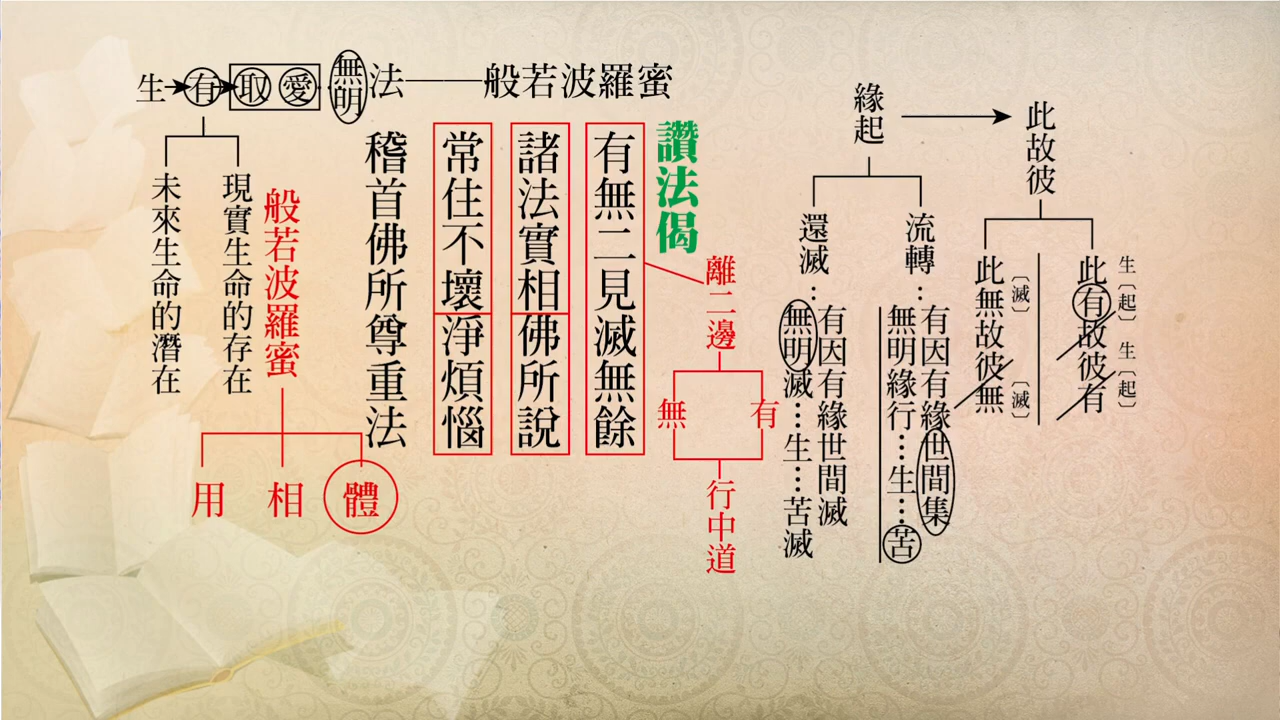 緣起
此故彼
生〔起〕生〔起〕
此有故彼有
〔滅〕〔滅〕
此無故彼無
流轉：有因有緣世間集
無明緣行…生…苦
還滅：有因有緣世間滅
無明滅…生…苦滅
法——般若波羅蜜
讚法偈
有無二見滅無餘
諸法實相佛所說
常住不壞淨煩惱
稽首佛所尊重法
離二邊
有
無
行中道
無明
愛
取
有
生
現實生命的存在
未來生命的潛在
般若波羅蜜
體
相
用